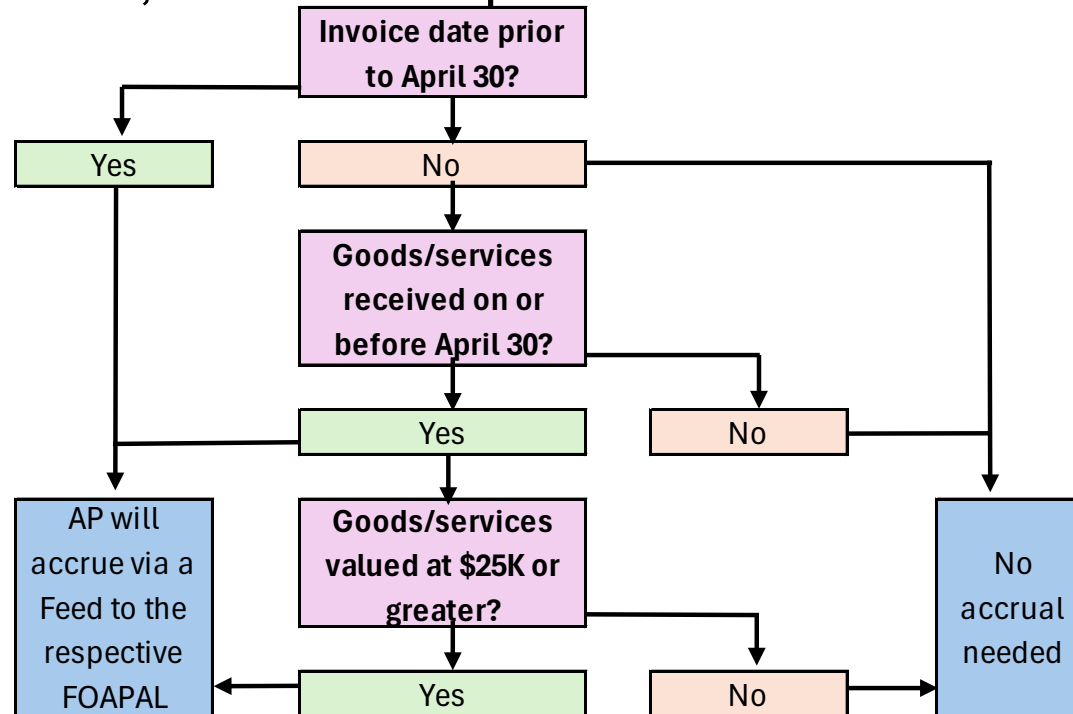 Invoice date prior
to April 30?
Yes
No
Goods/services
received on or
before April 30?
Yes
No
AP will
accrue via a
Feed to the
respective
FOAPAL
Goods/services
valued at $25K or
greater?
No
accrual
needed
Yes
No